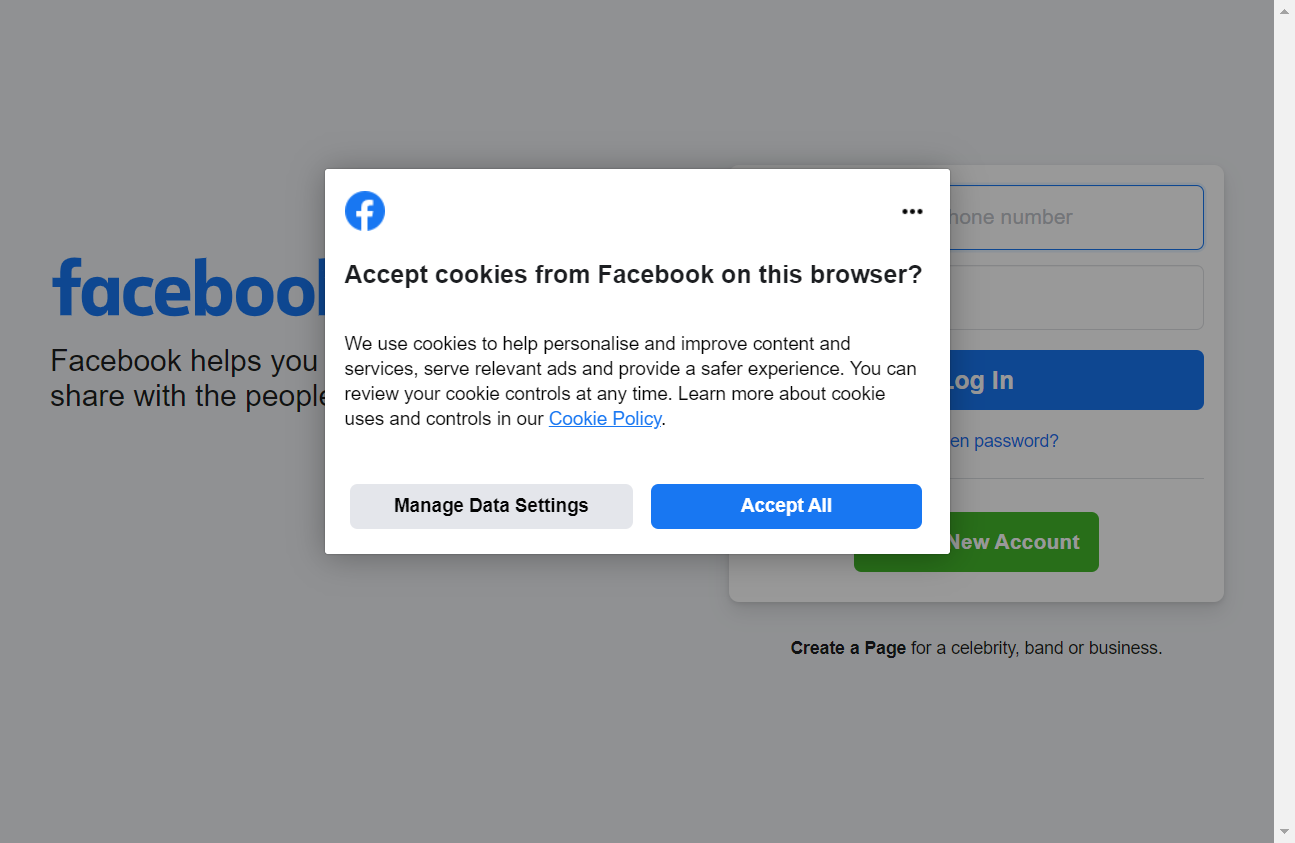 facebook
Facebook helps you
share with the people
Accept cookies from Facebook on this browser?
We use cookies to help personalise and improve content and
services, serve relevant ads and provide a safer experience. You can
review your cookie controls at any time. Learn more about cookie
uses and controls in our Cookie Policy.
Manage Data Settings
Accept All
phone number
Log In
password?
New Account
Create a Page for a celebrity, band or business.